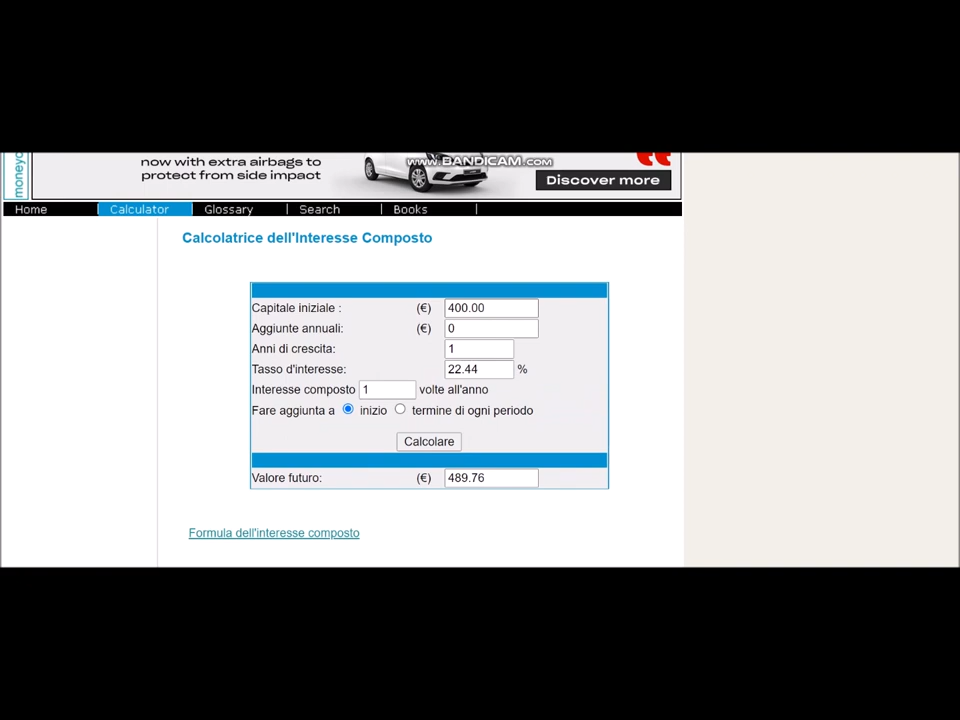 moneyc
now with extra airbags to
protect from side impact
www.BANDICAM.com
Discover more
Home | Calculator | Glossary | Search | Books |
Calcolatrice dell'Interesse Composto
Capitale iniziale : (€) 400.00
Aggiunte annuali: (€) 0
Anni di crescita: 1
Tasso d'interesse: 22.44 %
Interesse composto 1 volte all'anno
Fare aggiunta a inizio termine di ogni periodo
Calcolare
Valore futuro: (€) 489.76
Formula dell'interesse composto